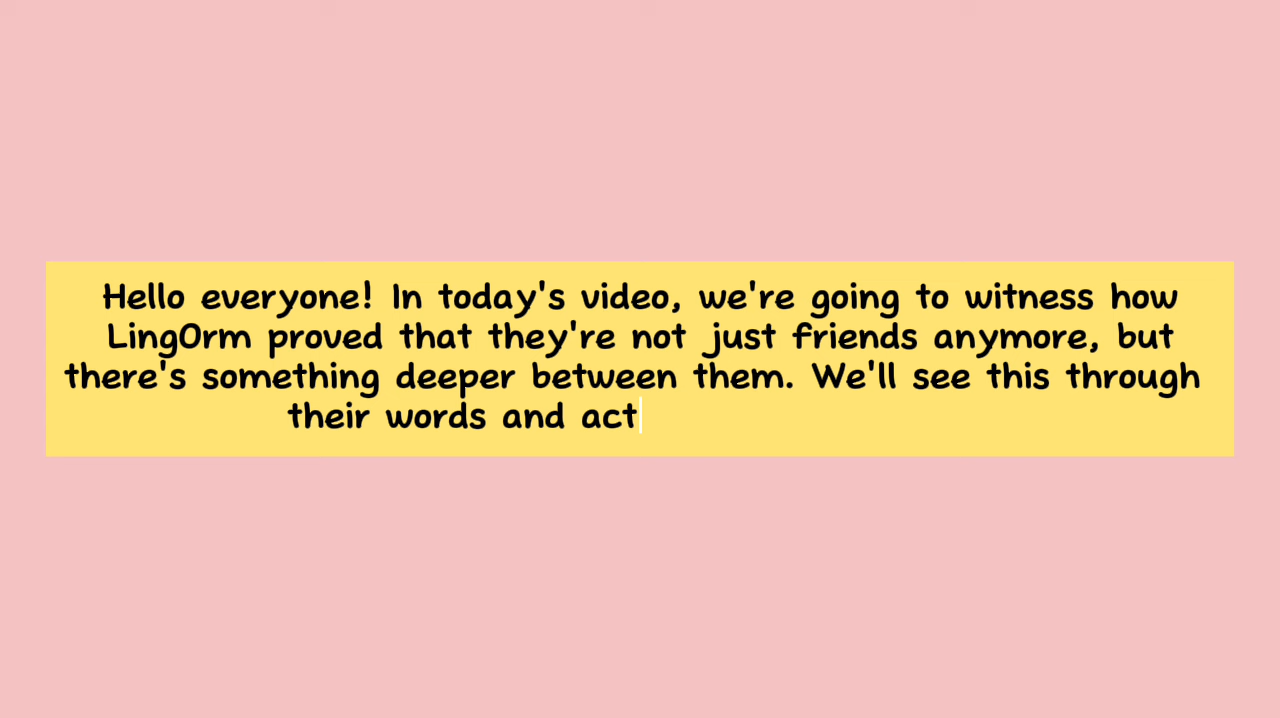 Hello everyone! In today's video, we're going to witness how
LingOrm proved that they're not just friends anymore, but
there's something deeper between them. We'll see this through
their words and act